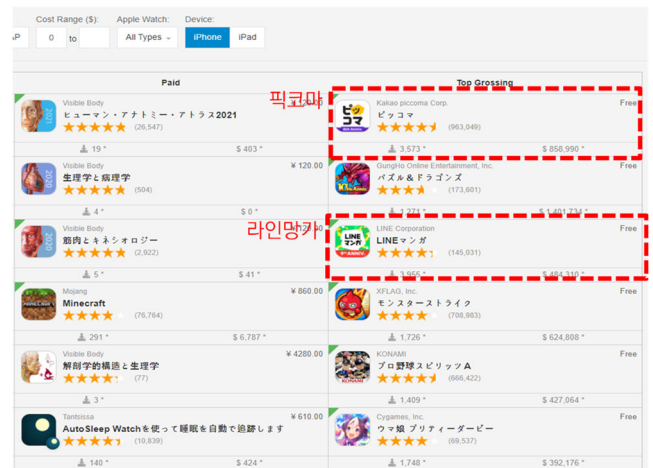 Cost Range ($): Apple Watch: Device:
0 to All Types iPhone iPad
Paid Top Grossing
픽코마
Visible Body
ヒューマン・アナトミー・アトラス2021
(26,547)
19 * $ 403 *
Kakao piccoma Corp. Free
ピッコマ
(963,049)
3,573 * $ 858,990 *
Visible Body ¥ 120.00
生理学と病理学
(504)
4 * $ 0 *
GungHo Online Entertainment, Inc. Free
パズル&ドラゴンズ
(173,601)
1,271 * $ 1,401,734 *
라인망가
Visible Body
筋肉とキネシオロジー
(2,922)
5 * $ 41 *
LINE Corporation Free
LINEマンガ
(145,031)
3,955 * $ 484,310 *
Mojang ¥ 860.00
Minecraft
(76,764)
291 * $ 6,787 *
XFLAG, Inc. Free
モンスターストライク
(708,983)
1,726 * $ 624,808 *
Visible Body ¥ 4280.00
解剖学的構造と生理学
(77)
3 *
KONAMI Free
プロ野球スピリッツA
(666,422)
1,409 * $ 427,064 *
Tantsissa ¥ 610.00
AutoSleep Watchを使って睡眠を自動で追跡します
(10,839)
140 * $ 424 *
Cygames, Inc. Free
ウマ娘 プリティーダービー
(69,537)
1,748 * $ 392,176 *